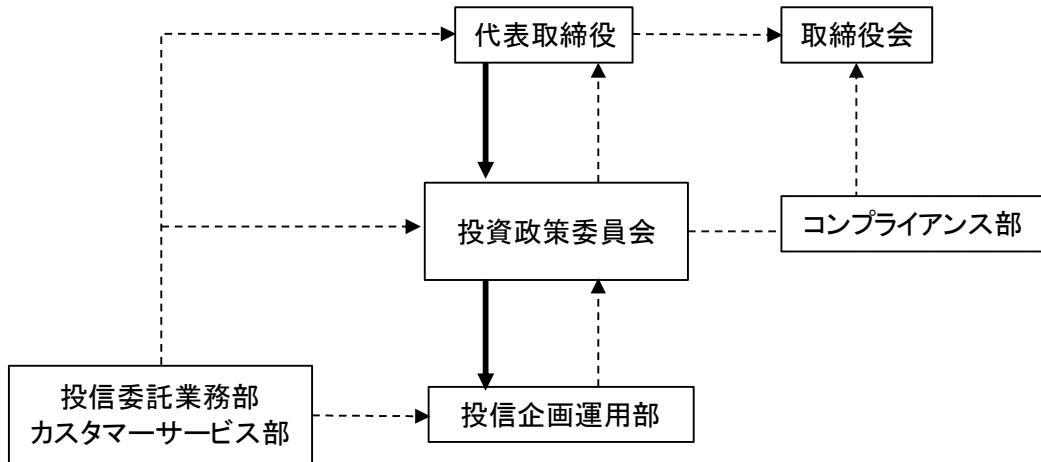 代表取締役
取締役会
投資政策委員会
コンプライアンス部
投信委託業務部
カスタマーサービス部
投信企画運用部